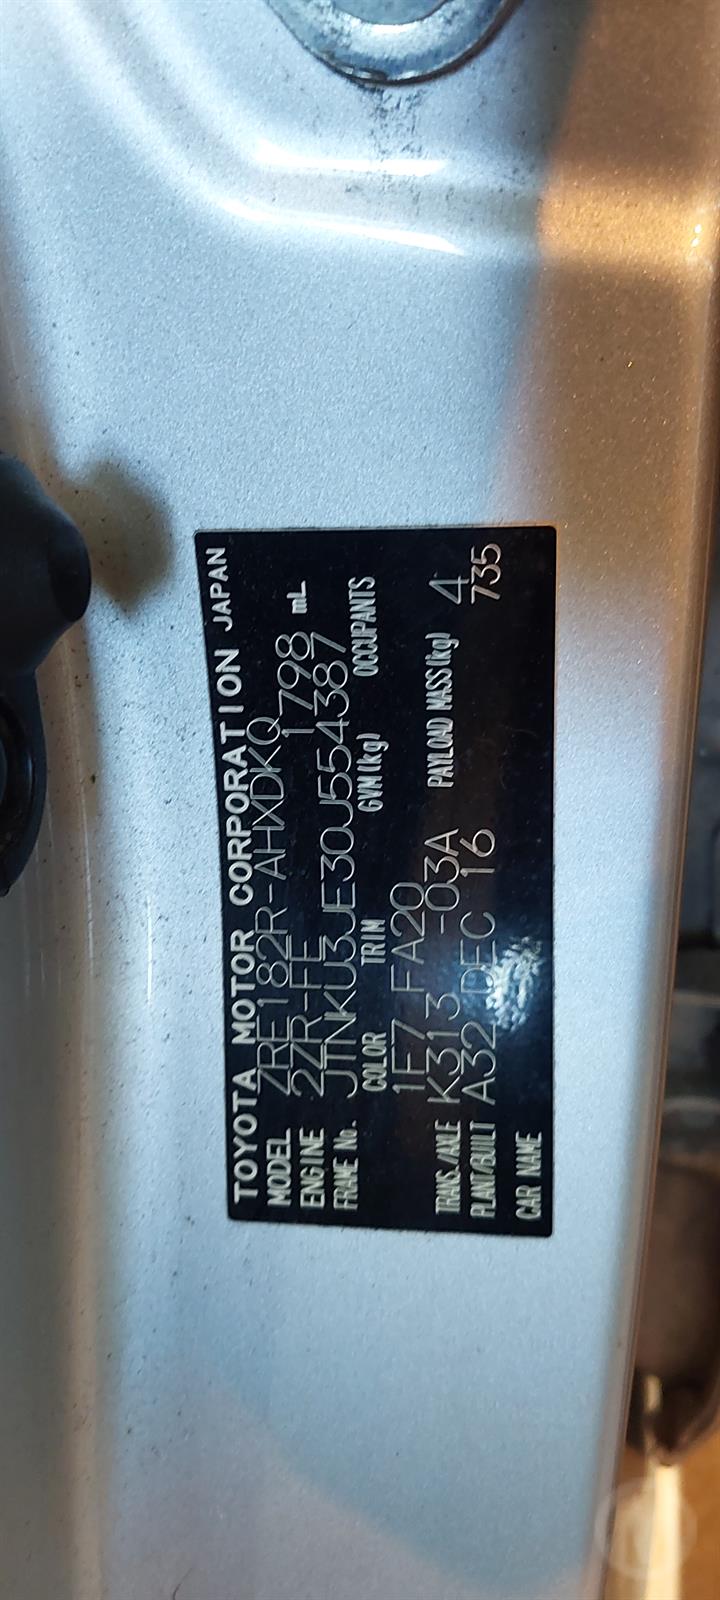 TOYOTA MOTOR CORPORATION JAPAN
MODEL ZRE182R-AHXDKQ
ENGINE 2ZR-FE 1798 mL
FRAME No. JTNKU3JE30J554387
COLOR TRIM GVM(kg) OCCUPANTS
1F7 FA20 4
TRANS./AXLE K313 -03A PAYLOAD MASS(kg) 735
PLANT/BUILT A32 DEC 16
CAR NAME